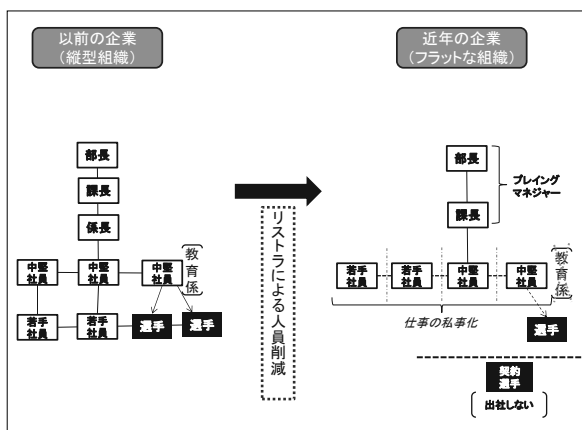 以前の企業
（縦型組織）
部長
課長
係長
中堅
社員
中堅
社員
中堅
社員
教育係
若手
社員
若手
社員
選手
選手
リストラによる人員削減
近年の企業
（フラットな組織）
部長
課長
プレイング
マネジャー
若手
社員
若手
社員
中堅
社員
中堅
社員
教育係
仕事の私事化
選手
契約
選手
出社しない